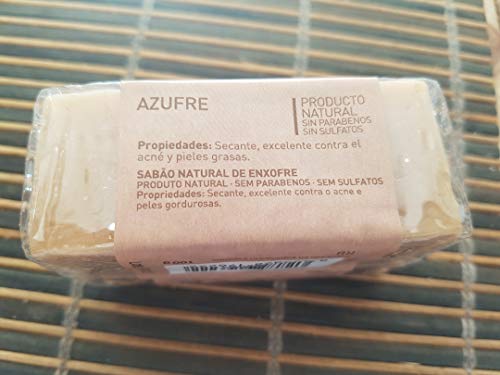 AZUFRE
PRODUCTO
NATURAL
SIN PARABENOS
SIN SULFATOS
Propiedades: Secante, excelente contra el
acné y pieles grasas.
SABÃO NATURAL DE ENXOFRE
PRODUTO NATURAL · SEM PARABENOS · SEM SULFATOS
Propriedades: Secante, excelente contra o acne e
peles gordurosas.